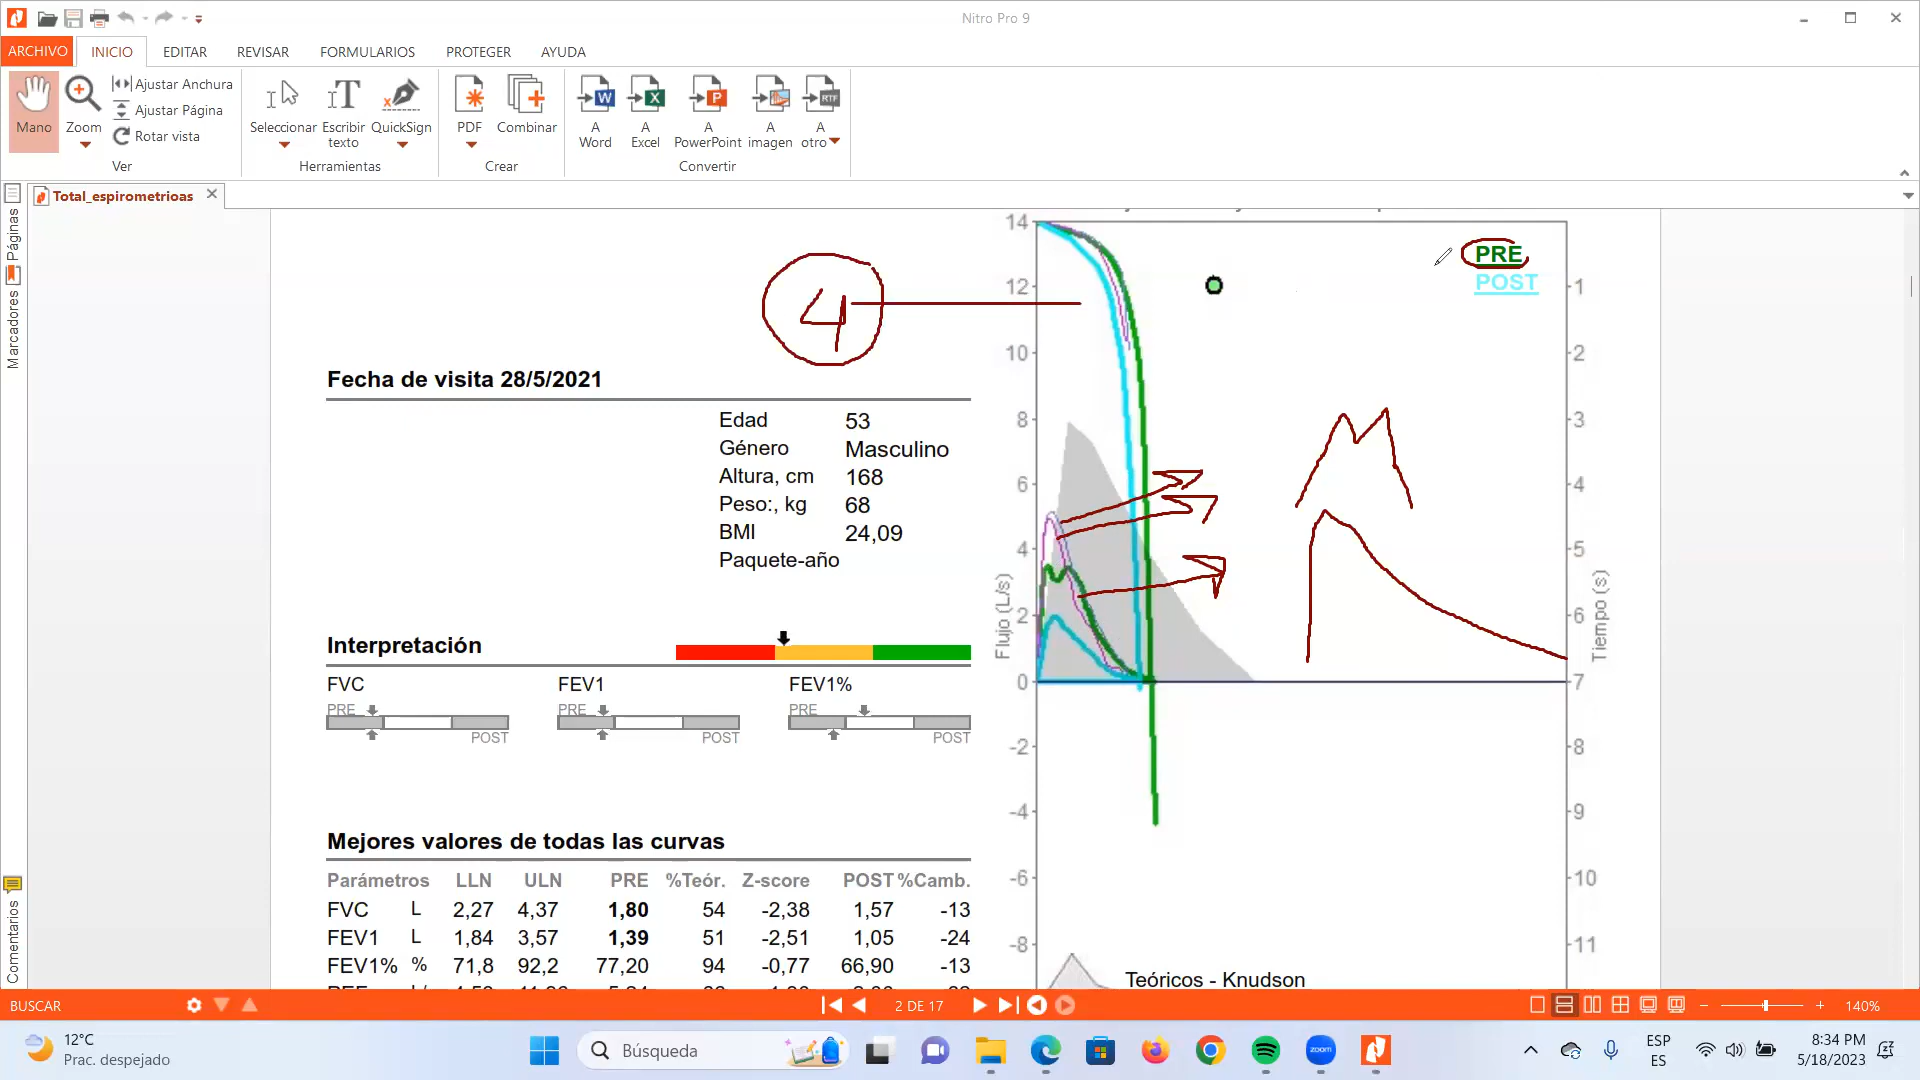 Nitro Pro 9
ARCHIVO INICIO EDITAR REVISAR FORMULARIOS PROTEGER AYUDA
Mano
Zoom
Ajustar Anchura
Ajustar Página
Rotar vista
Ver
Seleccionar
Escribir texto
QuickSign
Herramientas
PDF
Combinar
Crear
A Word
A Excel
A PowerPoint
A imagen
A otro
Convertir
Total_espirometrioas
Páginas
Marcadores
Comentarios
4
Fecha de visita 28/5/2021
Edad 53
Género Masculino
Altura, cm 168
Peso:, kg 68
BMI 24,09
Paquete-año
Interpretación
FVC FEV1 FEV1%
PRE PRE PRE
POST POST POST
Mejores valores de todas las curvas
Parámetros LLN ULN PRE %Teór. Z-score POST %Camb.
FVC L 2,27 4,37 1,80 54 -2,38 1,57 -13
FEV1 L 1,84 3,57 1,39 51 -2,51 1,05 -24
FEV1% % 71,8 92,2 77,20 94 -0,77 66,90 -13
PRE
POST
14
12
10
8
6
4
2
0
-2
-4
-6
-8
Flujo (L/s)
1
2
3
4
5
6
7
8
9
10
11
Tiempo (s)
Teóricos - Knudson
BUSCAR
2 DE 17
140%
12°C
Prac. despejado
Búsqueda
zoom
ESP
ES
8:34 PM
5/18/2023